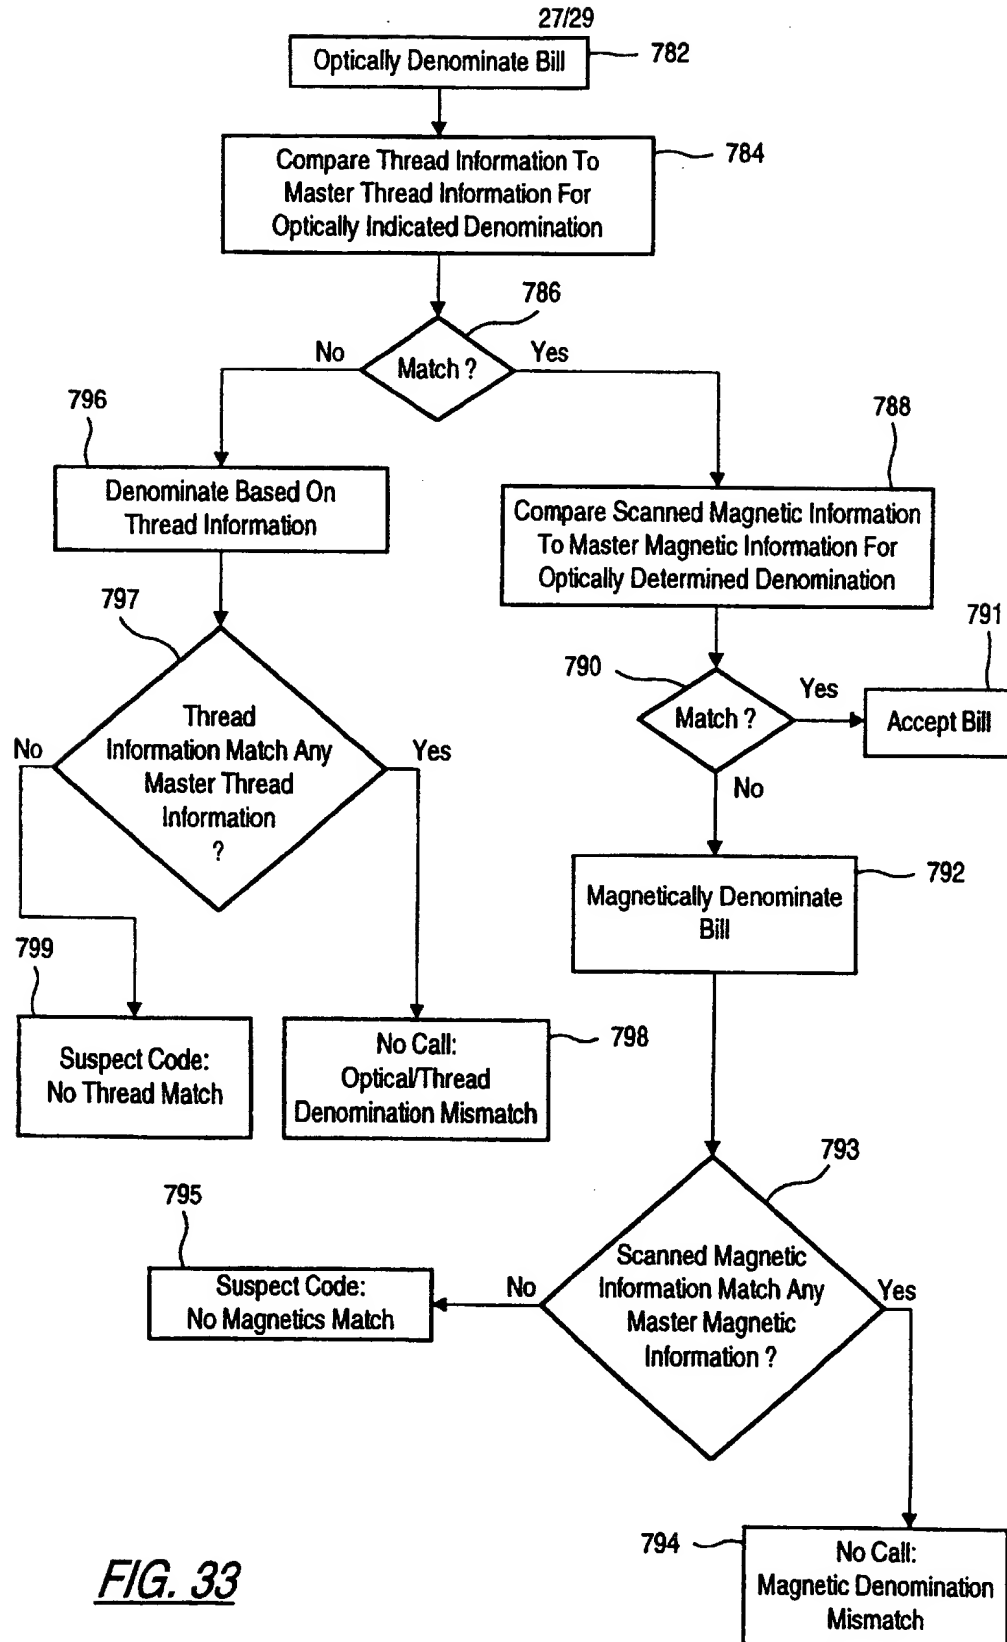 27/29
Optically Denominate Bill
782
Compare Thread Information To
Master Thread Information For
Optically Indicated Denomination
784
786
Match ?
No
Yes
796
Denominate Based On
Thread Information
788
Compare Scanned Magnetic Information
To Master Magnetic Information For
Optically Determined Denomination
797
Thread
Information Match Any
Master Thread
Information
?
No
Yes
790
Match ?
Yes
No
791
Accept Bill
792
Magnetically Denominate
Bill
799
Suspect Code:
No Thread Match
798
No Call:
Optical/Thread
Denomination Mismatch
793
Scanned Magnetic
Information Match Any
Master Magnetic
Information ?
No
Yes
795
Suspect Code:
No Magnetics Match
794
No Call:
Magnetic Denomination
Mismatch
FIG. 33